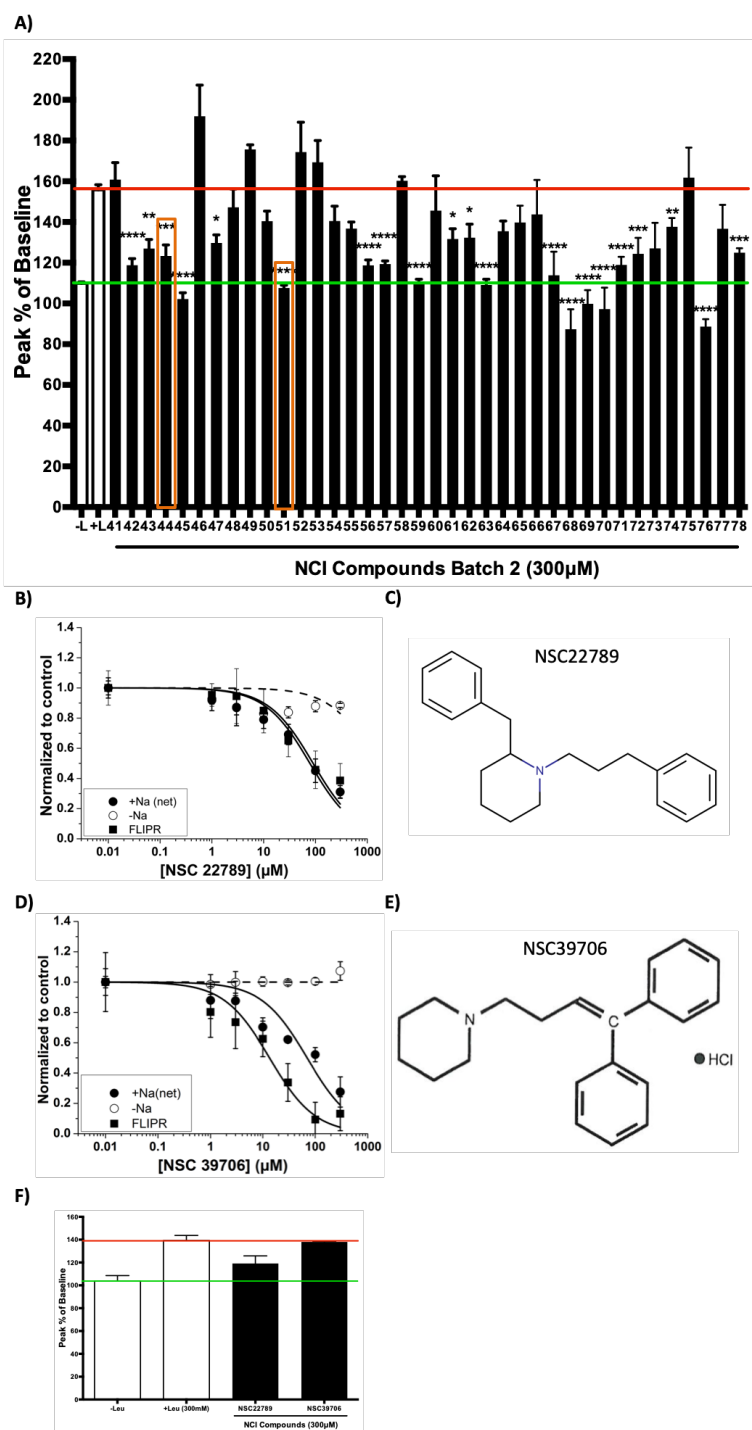 A)
Peak % of Baseline
220
200
180
160
140
120
100
80
60
40
20
0
**** ** *** **** * **** **** **** **** * * **** **** **** **** **** **** *** ** **** ***
-L +L 41 42 43 44 45 46 47 48 49 50 51 52 53 54 55 56 57 58 59 60 61 62 63 64 65 66 67 68 69 70 71 72 73 74 75 76 77 78
NCI Compounds Batch 2 (300µM)
B)
Normalized to control
1.4
1.2
1.0
0.8
0.6
0.4
0.2
0.0
+Na (net)
-Na
FLIPR
0.01 0.1 1 10 100 1000
[NSC 22789] (µM)
C)
NSC22789
N
D)
Normalized to control
1.4
1.2
1.0
0.8
0.6
0.4
0.2
0.0
+Na(net)
-Na
FLIPR
0.01 0.1 1 10 100 1000
[NSC 39706] (µM)
E)
NSC39706
N
C
HCl
F)
Peak % of Baseline
160
140
120
100
80
60
40
20
0
-Leu +Leu (300mM) NSC22789 NSC39706
NCI Compounds (300µM)